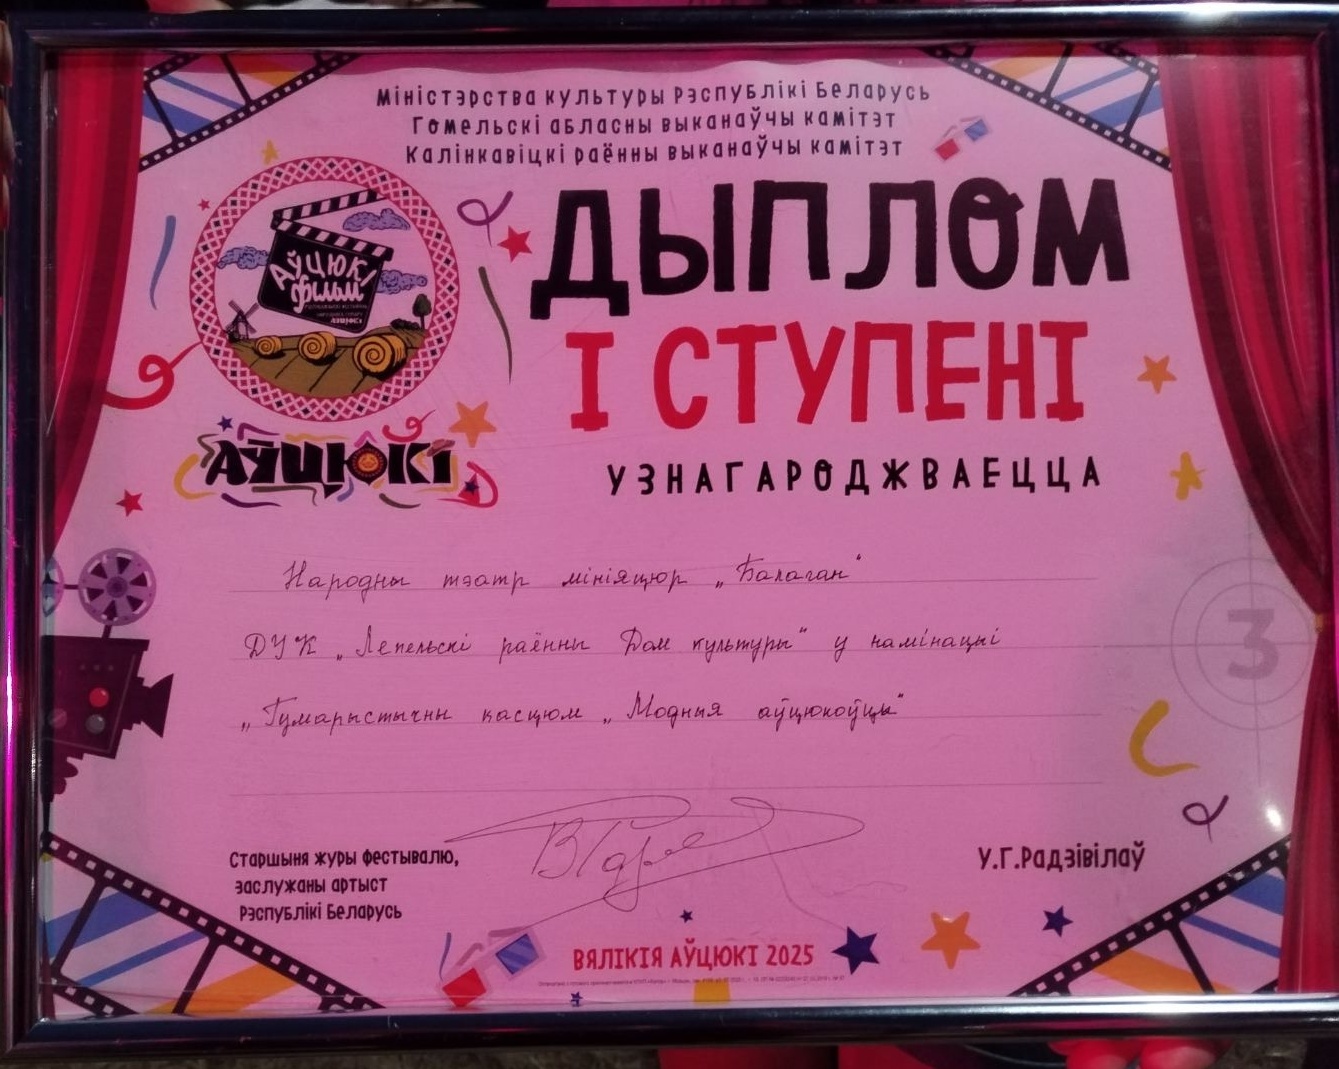 Міністэрства культуры Рэспублікі Беларусь
Гомельскі абласны выканаўчы камітэт
Калінкавіцкі раённы выканаўчы камітэт
АЎЦЮКІ
фільм
АЎЦЮКІ
ДЫПЛОМ
І СТУПЕНІ
УЗНАГАРОДЖВАЕЦЦА
Народны тэатр мініяцюр „Балаган“
ДУК „Лепельскі раённы Дом культуры“ у намінацыі
„Гумарыстычны касцюм „Модныя аўцюкоўцы“
3
Старшыня журы фестывалю,
заслужаны артыст
Рэспублікі Беларусь
У.Г.Радзівілаў
ВЯЛІКІЯ АЎЦЮКІ 2025